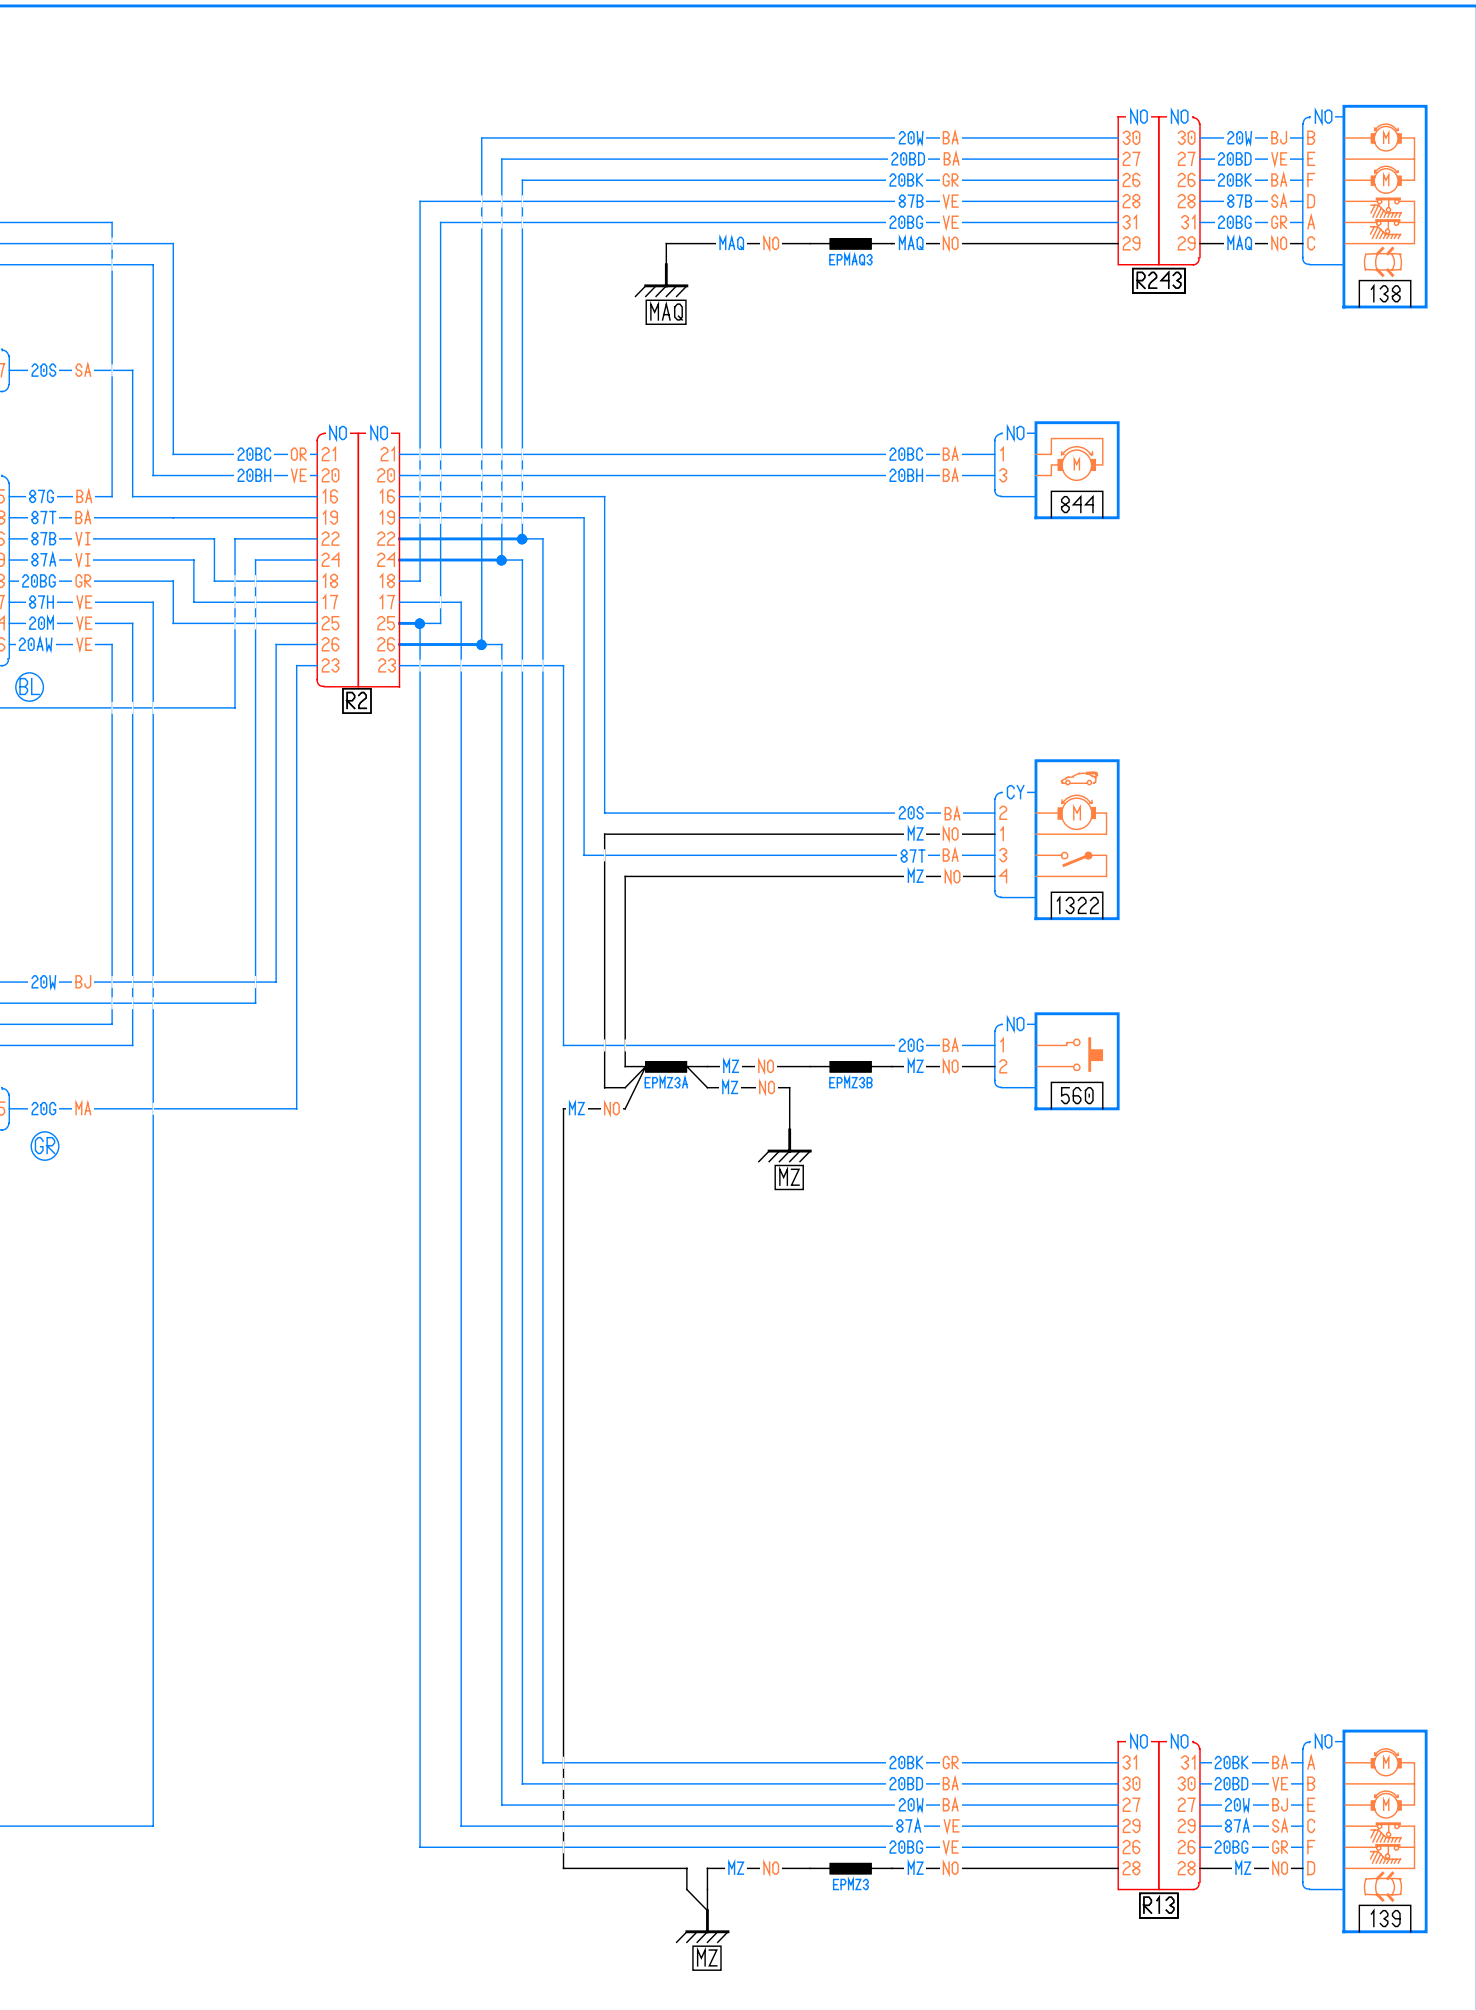 NO NO NO
20W BA 30 30 20W BJ B
20BD BA 27 27 20BD VE E
20BK GR 26 26 20BK BA F
87B VE 28 28 87B SA D
20BG VE 31 31 20BG GR A
MAQ NO MAQ NO 29 29 MAQ NO C
EPMAQ3
M
M
R243
138
MAQ
7 20S SA
NO NO NO
20BC OR 21 21 20BC BA 1
20BH VE 20 20 20BH BA 3
M
87G BA 16 16
844
87T BA 19 19
87B VI 22 22
87A VI 24 24
20BG GR 18 18
87H VE 17 17
20M VE 25 25
20AW VE 26 26
23 23
BL
R2
CY
20S BA 2
M
MZ NO 1
87T BA 3
MZ NO 4
1322
20W BJ
NO
20G BA 1
MZ NO MZ NO 2
EPMZ3A EPMZ3B
MZ NO
560
20G MA
MZ NO
GR
MZ
NO NO NO
20BK GR 31 31 20BK BA A
20BD BA 30 30 20BD VE B
20W BA 27 27 20W BJ E
87A VE 29 29 87A SA C
20BG VE 26 26 20BG GR F
MZ NO MZ NO 28 28 MZ NO D
EPMZ3
M
M
R13
139
MZ